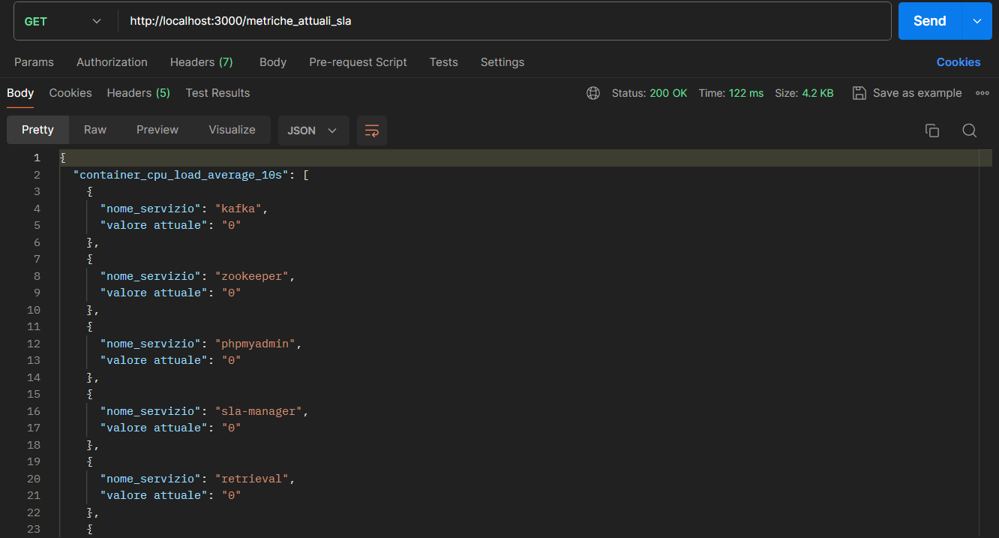 GET http://localhost:3000/metriche_attuali_sla Send
Params Authorization Headers (7) Body Pre-request Script Tests Settings Cookies
Body Cookies Headers (5) Test Results Status: 200 OK Time: 122 ms Size: 4.2 KB Save as example
Pretty Raw Preview Visualize JSON
1 {
2 "container_cpu_load_average_10s": [
3 {
4 "nome_servizio": "kafka",
5 "valore attuale": "0"
6 },
7 {
8 "nome_servizio": "zookeeper",
9 "valore attuale": "0"
10 },
11 {
12 "nome_servizio": "phpmyadmin",
13 "valore attuale": "0"
14 },
15 {
16 "nome_servizio": "sla-manager",
17 "valore attuale": "0"
18 },
19 {
20 "nome_servizio": "retrieval",
21 "valore attuale": "0"
22 },
23 {